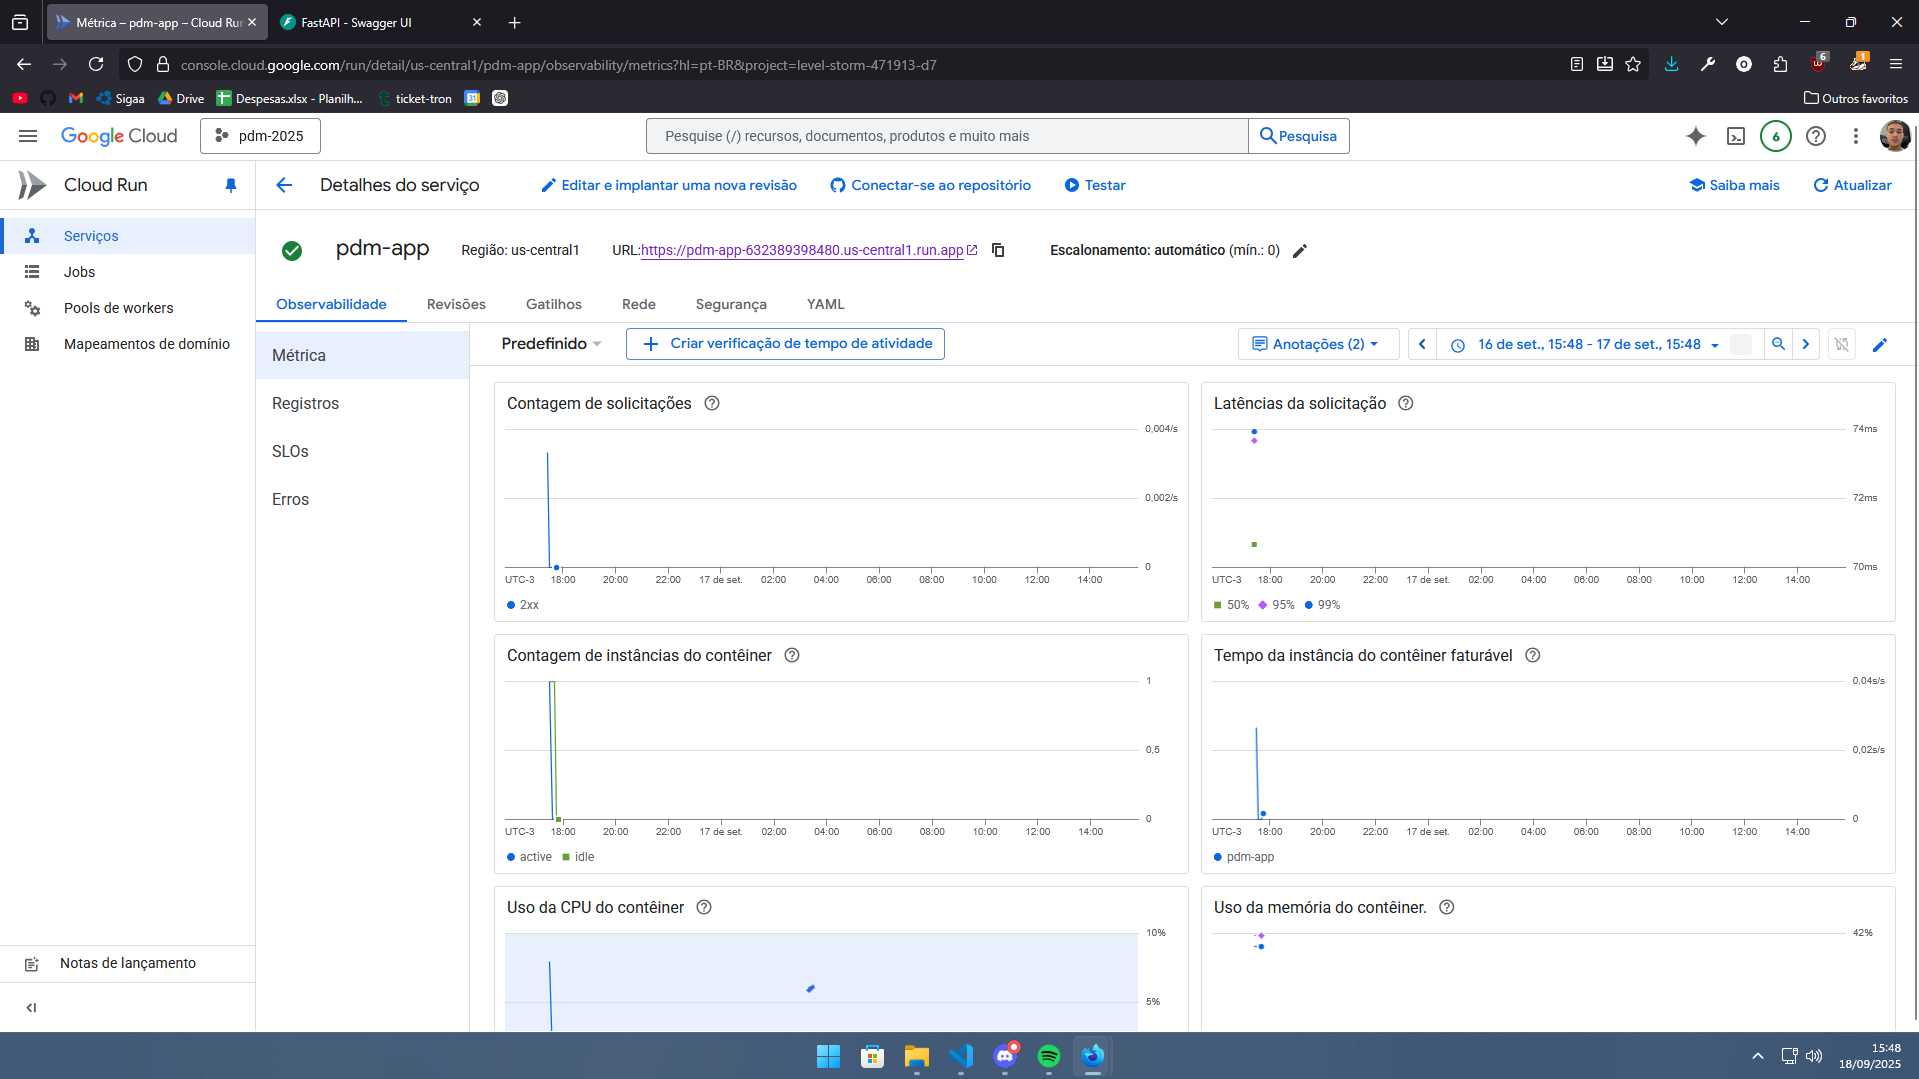 Métrica – pdm-app – Cloud Run
FastAPI - Swagger UI
console.cloud.google.com/run/detail/us-central1/pdm-app/observability/metrics?hl=pt-BR&project=level-storm-471913-d7
6
1
Sigaa
Drive
Despesas.xlsx - Planilh...
ticket-tron
31
Outros favoritos
Google Cloud
pdm-2025
Pesquise (/) recursos, documentos, produtos e muito mais
Pesquisa
6
Cloud Run
Detalhes do serviço
Editar e implantar uma nova revisão
Conectar-se ao repositório
Testar
Saiba mais
Atualizar
Serviços
Jobs
Pools de workers
Mapeamentos de domínio
pdm-app
Região: us-central1
URL:https://pdm-app-632389398480.us-central1.run.app
Escalonamento: automático (mín.: 0)
Observabilidade
Revisões
Gatilhos
Rede
Segurança
YAML
Métrica
Registros
SLOs
Erros
Predefinido
Criar verificação de tempo de atividade
Anotações (2)
16 de set., 15:48 - 17 de set., 15:48
Contagem de solicitações
0,004/s
0,002/s
0
UTC-3 18:00 20:00 22:00 17 de set. 02:00 04:00 06:00 08:00 10:00 12:00 14:00
2xx
Latências da solicitação
74ms
72ms
70ms
UTC-3 18:00 20:00 22:00 17 de set. 02:00 04:00 06:00 08:00 10:00 12:00 14:00
50% 95% 99%
Contagem de instâncias do contêiner
1
0,5
0
UTC-3 18:00 20:00 22:00 17 de set. 02:00 04:00 06:00 08:00 10:00 12:00 14:00
active idle
Tempo da instância do contêiner faturável
0,04s/s
0,02s/s
0
UTC-3 18:00 20:00 22:00 17 de set. 02:00 04:00 06:00 08:00 10:00 12:00 14:00
pdm-app
Uso da CPU do contêiner
10%
5%
Uso da memória do contêiner.
42%
Notas de lançamento
15:48
18/09/2025